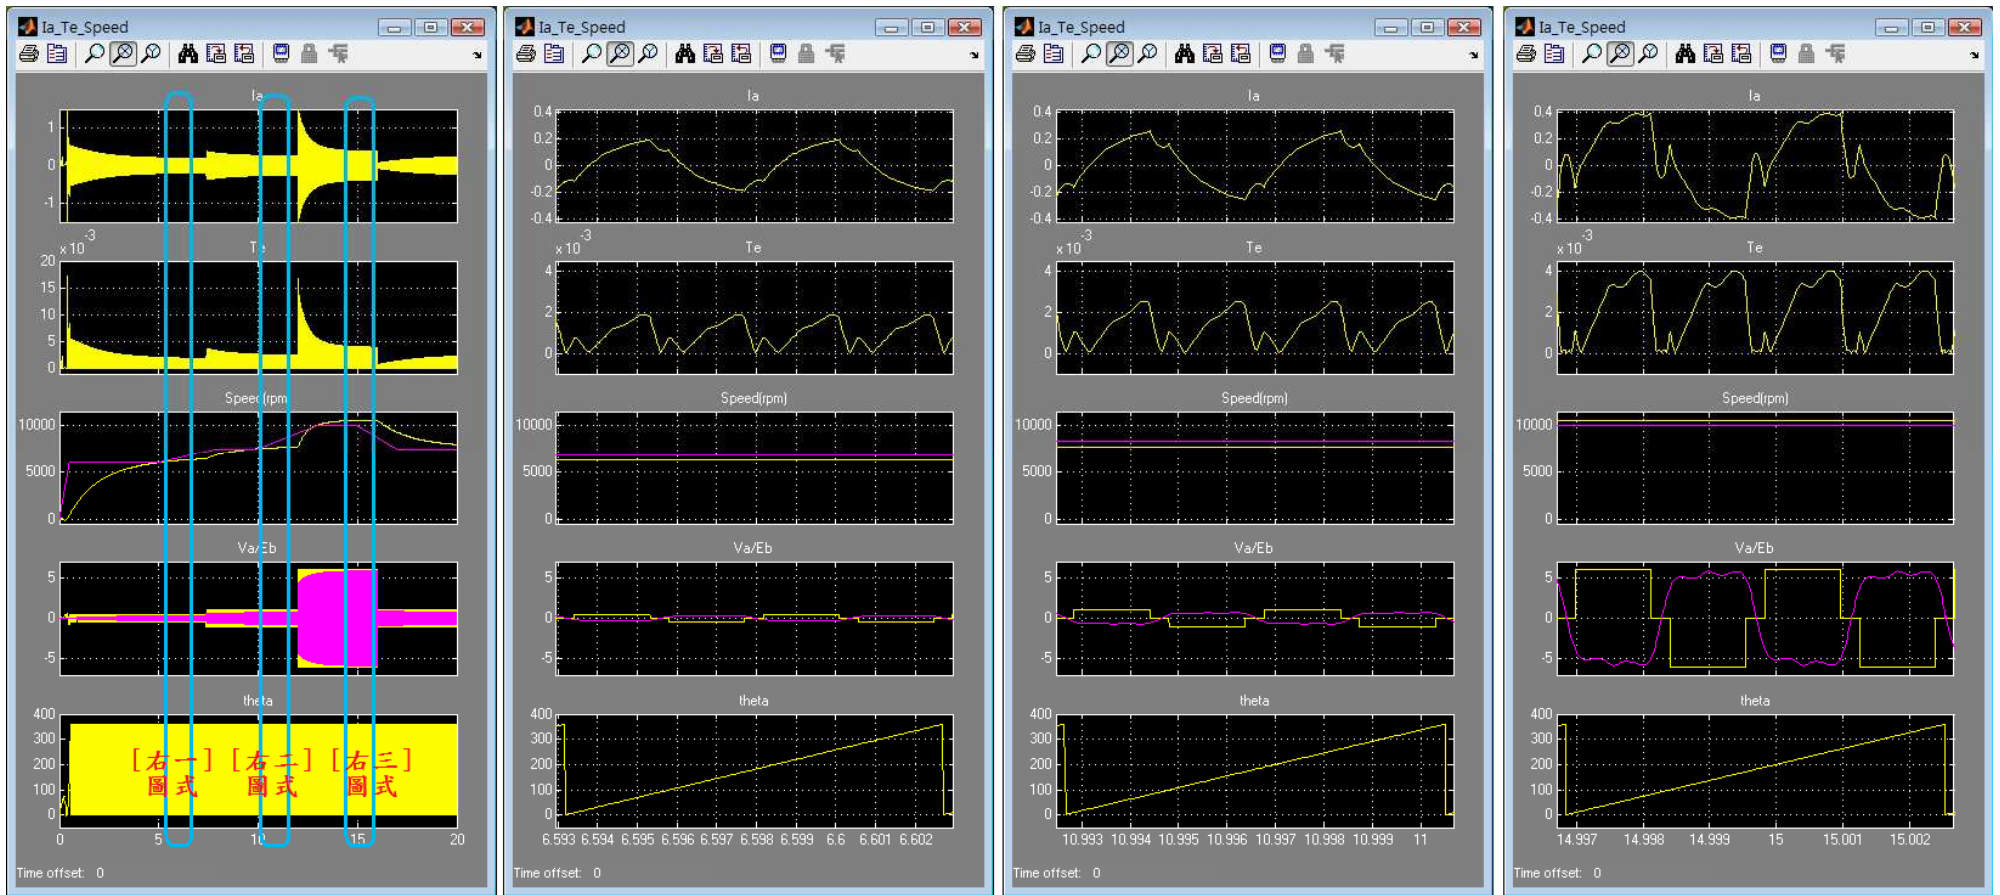 Ia_Te_Speed
Ia
1
0
-1
x 10
-3
Te
20
15
10
5
0
Speed(rpm
10000
5000
0
Va/Eb
5
0
-5
theta
400
300
200
100
0
[右一] [右二] [右三]
圖式 圖式 圖式
0 5 10 15 20
Time offset: 0
Ia_Te_Speed
Ia
0.4
0.2
0
-0.2
-0.4
x 10
-3
Te
4
2
0
Speed(rpm)
10000
5000
0
Va/Eb
5
0
-5
theta
400
300
200
100
0
6.593 6.594 6.595 6.596 6.597 6.598 6.599 6.6 6.601 6.602
Time offset: 0
Ia_Te_Speed
Ia
0.4
0.2
0
-0.2
-0.4
x 10
-3
Te
4
2
0
Speed(rpm)
10000
5000
0
Va/Eb
5
0
-5
theta
400
300
200
100
0
10.993 10.994 10.995 10.996 10.997 10.998 10.999 11
Time offset: 0
Ia_Te_Speed
Ia
0.4
0.2
0
-0.2
-0.4
x 10
-3
Te
4
2
0
Speed(rpm)
10000
5000
0
Va/Eb
5
0
-5
theta
400
300
200
100
0
14.997 14.998 14.999 15 15.001 15.002
Time offset: 0